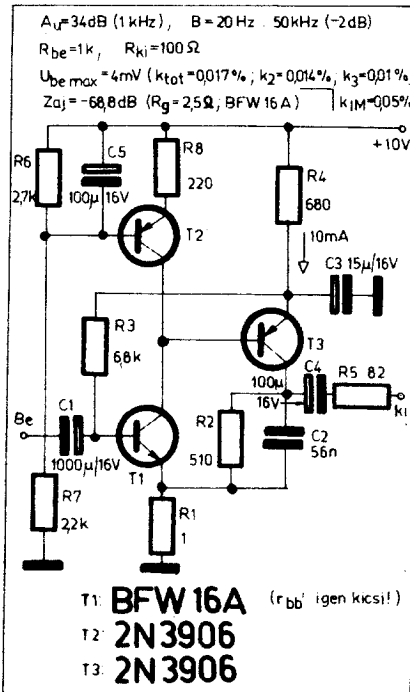 Au=34dB (1kHz), B=20Hz. 50kHz (-2dB)
Rbe=1k, Rki=100Ω
Ube max=4mV (ktot=0,017%; k2=0,014%; k3=0,01%,
Zaj=-68,8dB (Rg=2,5Ω; BFW 16A) kIM=0,05%
+10V
R6
2,7k
C5
100µ 16V
R8
220
R4
680
T2
10mA
C3 15µ/16V
R3
6,8k
T3
Be
C1
1000µ/16V
T1
R2
510
100µ
16V
C4
R5 82
ki
C2
56n
R7
2,2k
R1
1
T1: BFW 16A (rbb' igen kicsi!)
T2: 2N3906
T3: 2N3906